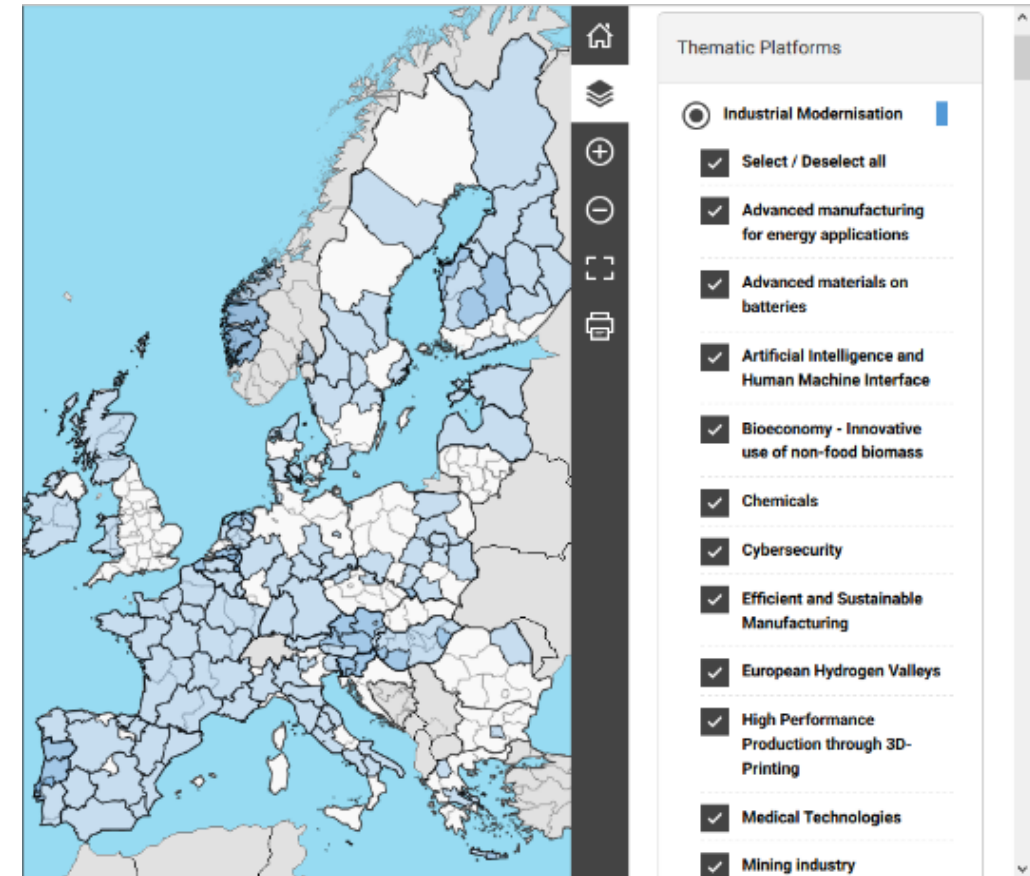 Thematic Platforms
Industrial Modernisation
Select / Deselect all
Advanced manufacturing
for energy applications
Advanced materials on
batteries
Artificial Intelligence and
Human Machine Interface
Bioeconomy - Innovative
use of non-food biomass
Chemicals
Cybersecurity
Efficient and Sustainable
Manufacturing
European Hydrogen Valleys
High Performance
Production through 3D-
Printing
Medical Technologies
Mining industry